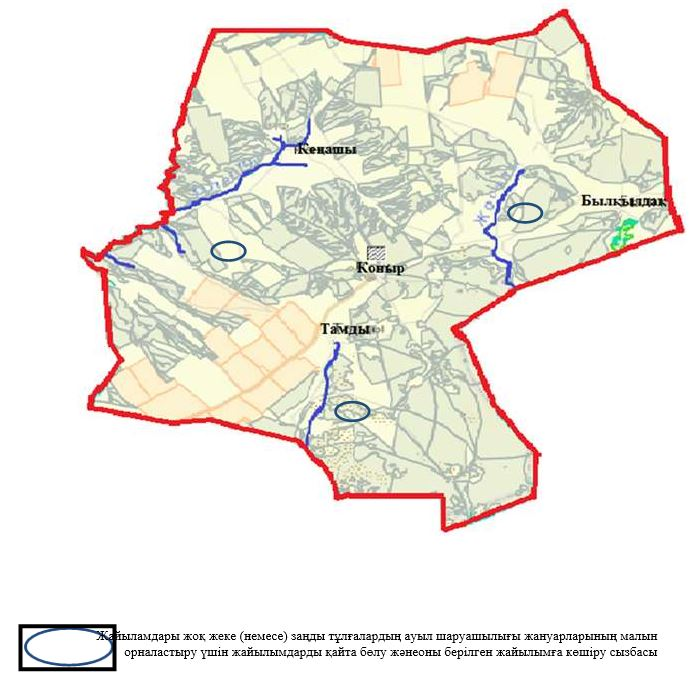 Кеңашы
Былқылдақ
Коныр
Тамды
Жайыламдары жоқ жеке (немесе) заңды тұлғалардың ауыл шаруашылығы жануарларының малын
орналастыру үшін жайылымдарды қайта бөлу жәнеоны берілген жайылымға көшіру сызбасы